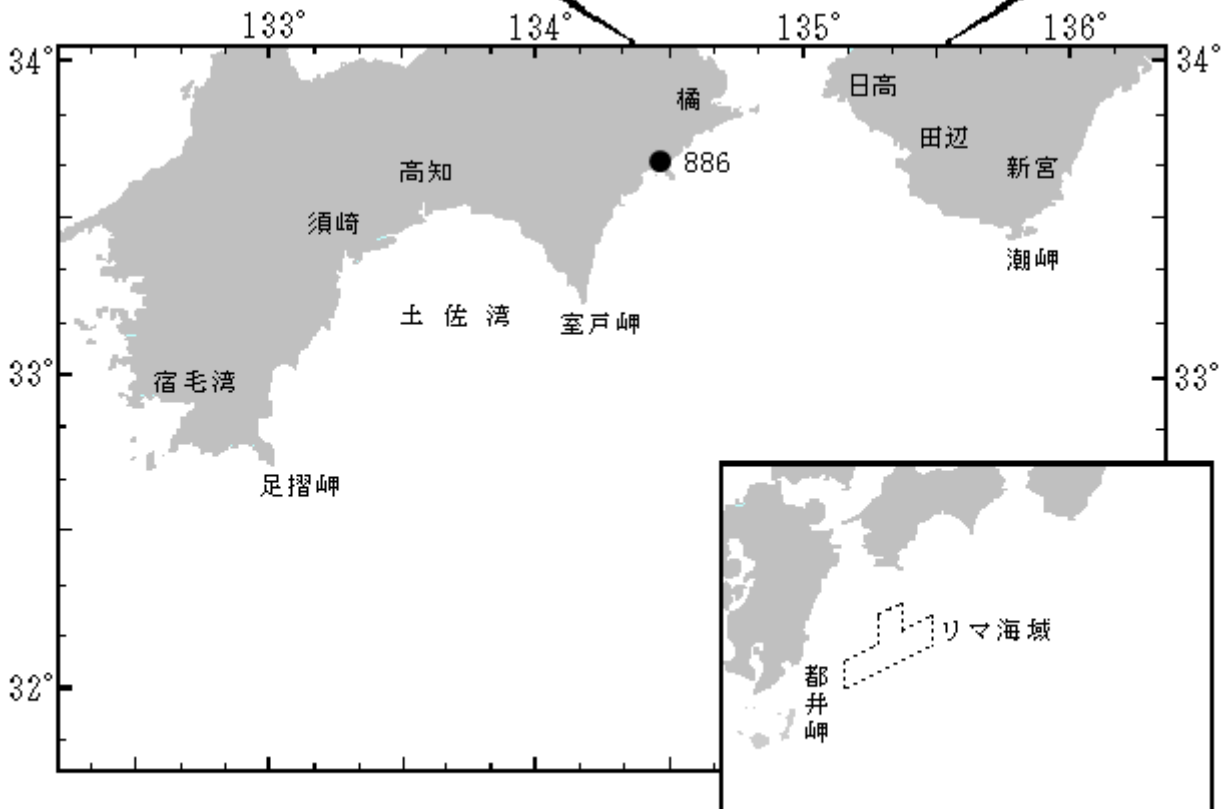 133° 134° 135° 136°
34° 34°
日高
橘
田辺
886
新宮
高知
須崎
潮岬
土佐湾
室戸岬
33° 33°
宿毛湾
足摺岬
リマ海域
都井岬
32°